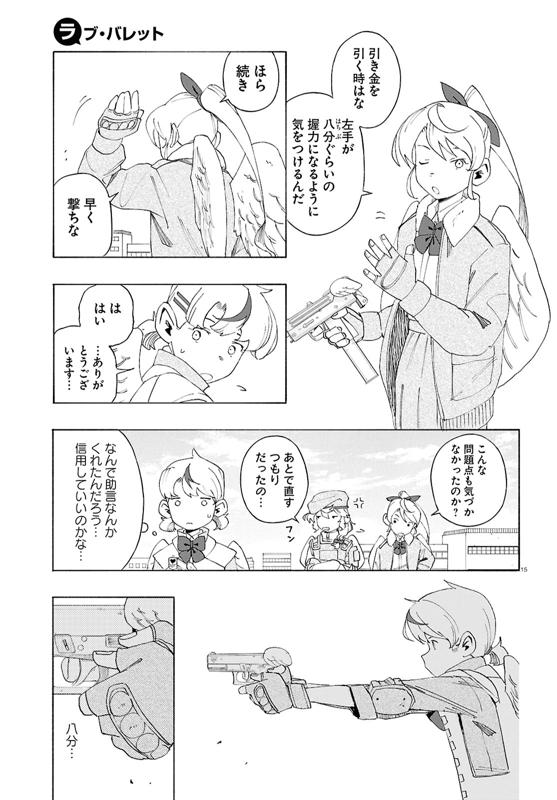 ラブ・バレット
引き金を
引く時はな
左手が
八分ぐらいの
はちぶ
握力になるように
気をつけるんだ
ほら
続き
早く
撃ちな
は
はい
…ありが
とうござ
います…
こんな
問題点も気づか
なかったのか?
あとで直す
つもり
だったの…
フン
なんで助言なんか
くれたんだろう…
信用していいのかな…
15
八分…